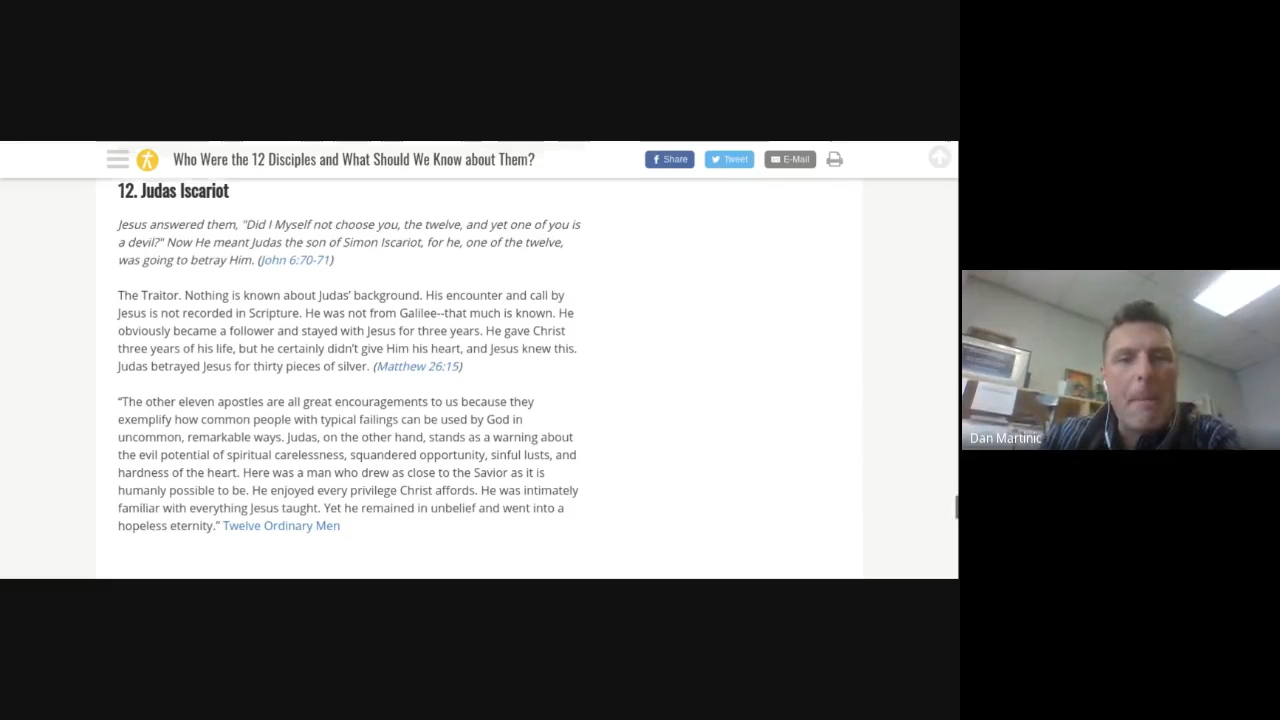 Who Were the 12 Disciples and What Should We Know about Them?
Share
Tweet
E-Mail
12. Judas Iscariot
Jesus answered them, "Did I Myself not choose you, the twelve, and yet one of you is
a devil?" Now He meant Judas the son of Simon Iscariot, for he, one of the twelve,
was going to betray Him. (John 6:70-71)
The Traitor. Nothing is known about Judas’ background. His encounter and call by
Jesus is not recorded in Scripture. He was not from Galilee--that much is known. He
obviously became a follower and stayed with Jesus for three years. He gave Christ
three years of his life, but he certainly didn’t give Him his heart, and Jesus knew this.
Judas betrayed Jesus for thirty pieces of silver. (Matthew 26:15)
“The other eleven apostles are all great encouragements to us because they
exemplify how common people with typical failings can be used by God in
uncommon, remarkable ways. Judas, on the other hand, stands as a warning about
the evil potential of spiritual carelessness, squandered opportunity, sinful lusts, and
hardness of the heart. Here was a man who drew as close to the Savior as it is
humanly possible to be. He enjoyed every privilege Christ affords. He was intimately
familiar with everything Jesus taught. Yet he remained in unbelief and went into a
hopeless eternity.” Twelve Ordinary Men
Dan Martinic